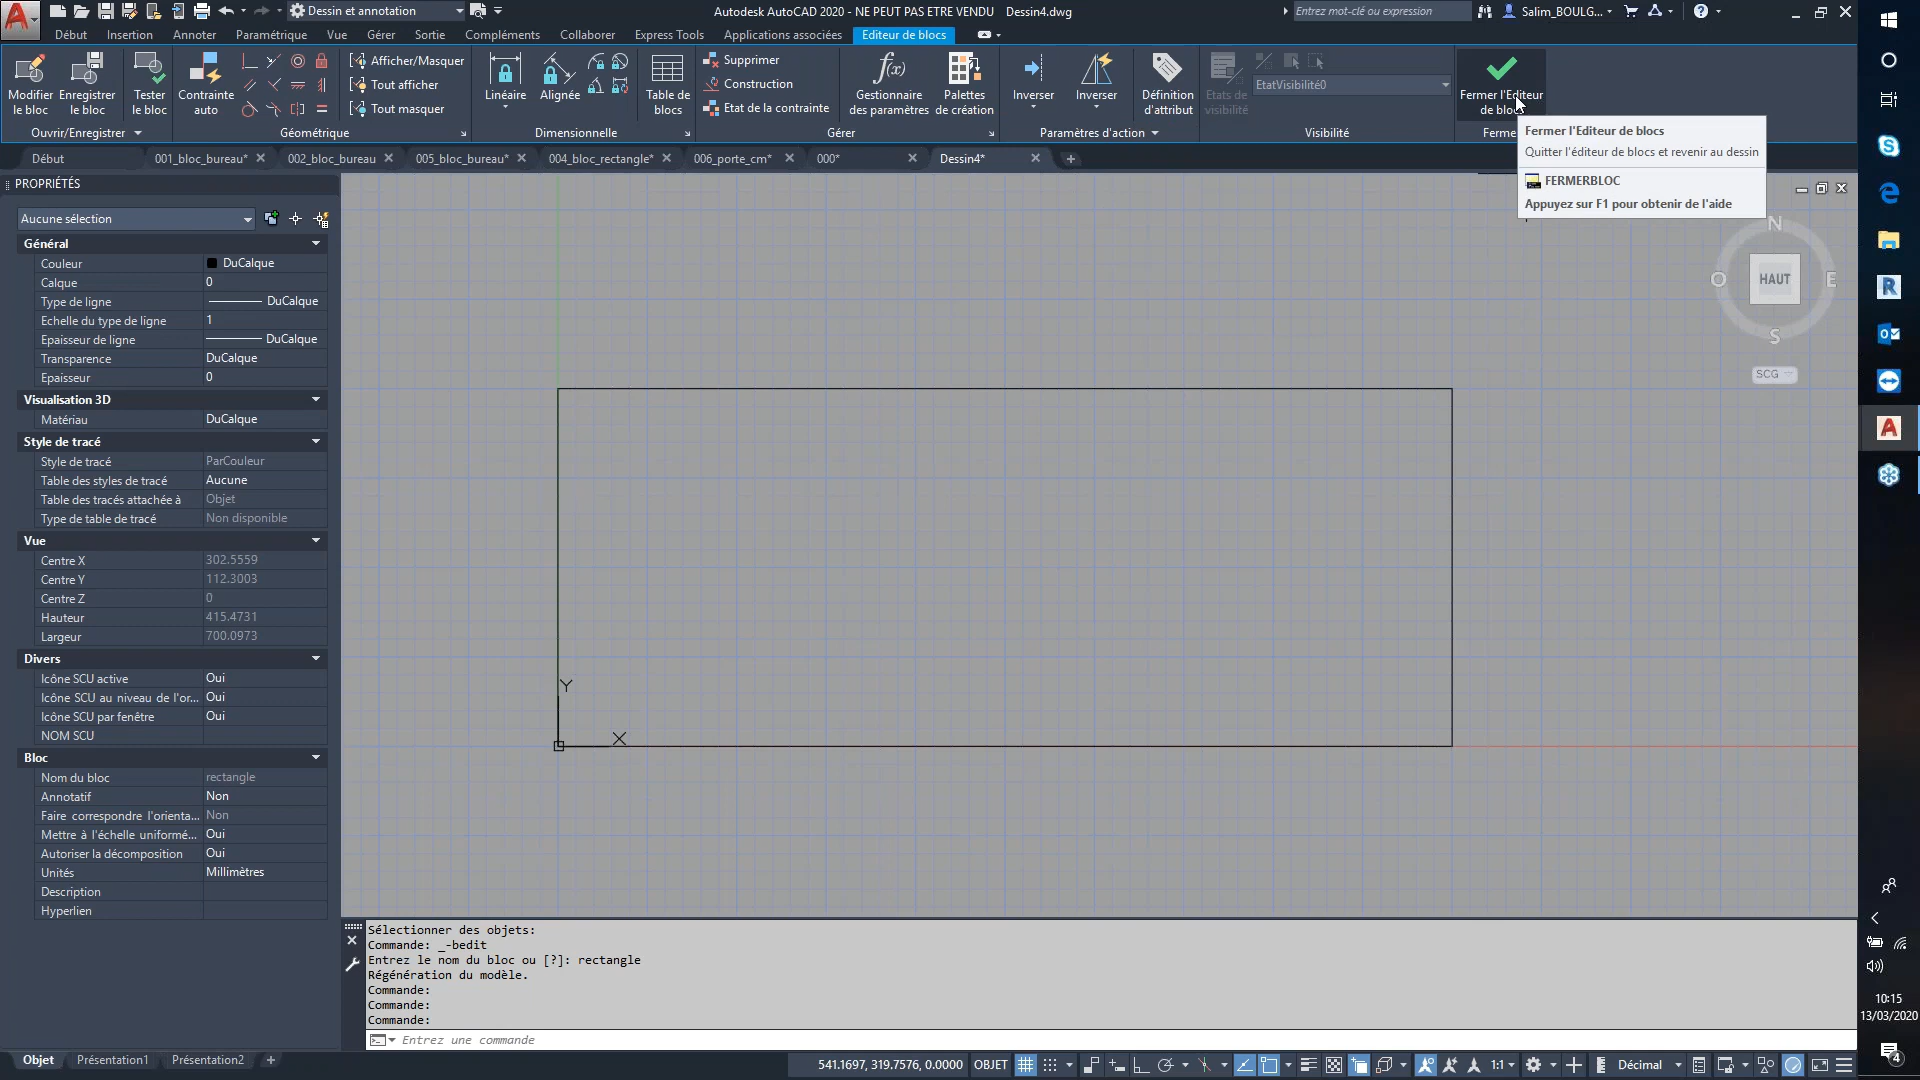 Dessin et annotation
Autodesk AutoCAD 2020 - NE PEUT PAS ETRE VENDU Dessin4.dwg
Entrez mot-clé ou expression
Salim_BOULG...
Début Insertion Annoter Paramétrique Vue Gérer Sortie Compléments Collaborer Express Tools Applications associées Editeur de blocs
Modifier le bloc
Enregistrer le bloc
Tester le bloc
Contrainte auto
Afficher/Masquer
Tout afficher
Tout masquer
Linéaire
Alignée
Table de blocs
Supprimer
Construction
Etat de la contrainte
Gestionnaire des paramètres
Palettes de création
Inverser
Inverser
Définition d'attribut
Etats de visibilité
EtatVisibilité0
Fermer l'Editeur de blocs
Ouvrir/Enregistrer
Géométrique
Dimensionnelle
Gérer
Paramètres d'action
Visibilité
Ferme
Fermer l'Editeur de blocs
Quitter l'éditeur de blocs et revenir au dessin
FERMERBLOC
Appuyez sur F1 pour obtenir de l'aide
Début 001_bloc_bureau* 002_bloc_bureau 005_bloc_bureau* 004_bloc_rectangle* 006_porte_cm* 000* Dessin4*
PROPRIÉTÉS
Aucune sélection
Général
Couleur DuCalque
Calque 0
Type de ligne DuCalque
Echelle du type de ligne 1
Epaisseur de ligne DuCalque
Transparence DuCalque
Epaisseur 0
Visualisation 3D
Matériau DuCalque
Style de tracé
Style de tracé ParCouleur
Table des styles de tracé Aucune
Table des tracés attachée à Objet
Type de table de tracé Non disponible
Vue
Centre X 302.5559
Centre Y 112.3003
Centre Z 0
Hauteur 415.4731
Largeur 700.0973
Divers
Icône SCU active Oui
Icône SCU au niveau de l'or... Oui
Icône SCU par fenêtre Oui
NOM SCU
Bloc
Nom du bloc rectangle
Annotatif Non
Faire correspondre l'orienta... Non
Mettre à l'échelle uniformé... Oui
Autoriser la décomposition Oui
Unités Millimètres
Description
Hyperlien
N
O HAUT E
S
SCG
Y
X
Sélectionner des objets:
Commande: _-bedit
Entrez le nom du bloc ou [?]: rectangle
Régénération du modèle.
Commande:
Commande:
Commande:
Entrez une commande
Objet Présentation1 Présentation2 +
541.1697, 319.7576, 0.0000 OBJET 1:1 Décimal
10:15
13/03/2020
4